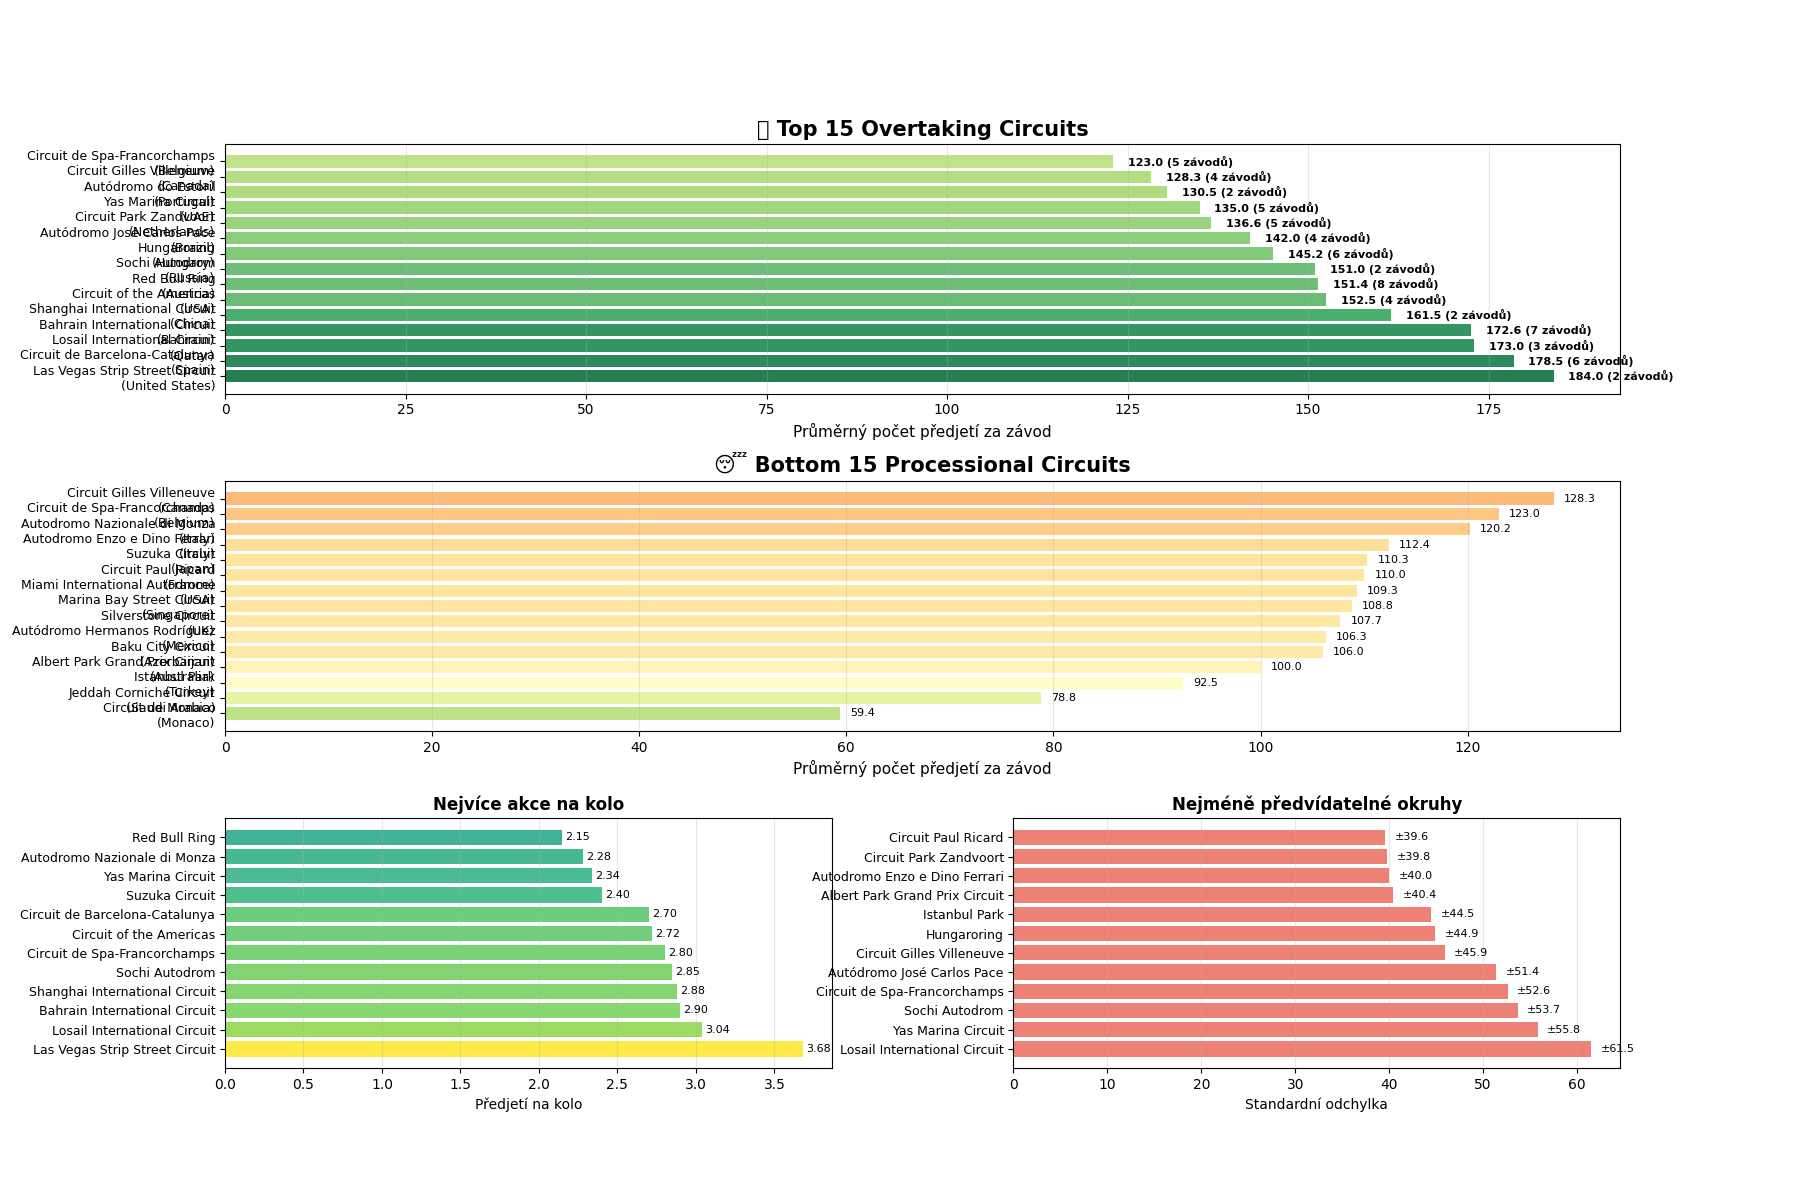 Top 15 Overtaking Circuits
Circuit de Spa-Francorchamps
(Belgium)
123.0 (5 závodů)
Circuit Gilles Villeneuve
(Canada)
128.3 (4 závodů)
Autódromo do Estoril
(Portugal)
130.5 (2 závodů)
Yas Marina Circuit
(UAE)
135.0 (5 závodů)
Circuit Park Zandvoort
(Netherlands)
136.6 (5 závodů)
Autódromo José Carlos Pace
(Brazil)
142.0 (4 závodů)
Hungaroring
(Hungary)
145.2 (6 závodů)
Sochi Autodrom
(Russia)
151.0 (2 závodů)
Red Bull Ring
(Austria)
151.4 (8 závodů)
Circuit of the Americas
(USA)
152.5 (4 závodů)
Shanghai International Circuit
(China)
161.5 (2 závodů)
Bahrain International Circuit
(Bahrain)
172.6 (7 závodů)
Losail International Circuit
(Qatar)
173.0 (3 závodů)
Circuit de Barcelona-Catalunya
(Spain)
178.5 (6 závodů)
Las Vegas Strip Street Circuit
(United States)
184.0 (2 závodů)
0 25 50 75 100 125 150 175
Průměrný počet předjetí za závod
😴 Bottom 15 Processional Circuits
Circuit Gilles Villeneuve
(Canada)
128.3
Circuit de Spa-Francorchamps
(Belgium)
123.0
Autodromo Nazionale di Monza
(Italy)
120.2
Autodromo Enzo e Dino Ferrari
(Italy)
112.4
Suzuka Circuit
(Japan)
110.3
Circuit Paul Ricard
(France)
110.0
Miami International Autodrome
(USA)
109.3
Marina Bay Street Circuit
(Singapore)
108.8
Silverstone Circuit
(UK)
107.7
Autódromo Hermanos Rodríguez
(Mexico)
106.3
Baku City Circuit
(Azerbaijan)
106.0
Albert Park Grand Prix Circuit
(Australia)
100.0
Istanbul Park
(Turkey)
92.5
Jeddah Corniche Circuit
(Saudi Arabia)
78.8
Circuit de Monaco
(Monaco)
59.4
0 20 40 60 80 100 120
Průměrný počet předjetí za závod
Nejvíce akce na kolo
Red Bull Ring 2.15
Autodromo Nazionale di Monza 2.28
Yas Marina Circuit 2.34
Suzuka Circuit 2.40
Circuit de Barcelona-Catalunya 2.70
Circuit of the Americas 2.72
Circuit de Spa-Francorchamps 2.80
Sochi Autodrom 2.85
Shanghai International Circuit 2.88
Bahrain International Circuit 2.90
Losail International Circuit 3.04
Las Vegas Strip Street Circuit 3.68
0.0 0.5 1.0 1.5 2.0 2.5 3.0 3.5
Předjetí na kolo
Nejméně předvídatelné okruhy
Circuit Paul Ricard ±39.6
Circuit Park Zandvoort ±39.8
Autodromo Enzo e Dino Ferrari ±40.0
Albert Park Grand Prix Circuit ±40.4
Istanbul Park ±44.5
Hungaroring ±44.9
Circuit Gilles Villeneuve ±45.9
Autódromo José Carlos Pace ±51.4
Circuit de Spa-Francorchamps ±52.6
Sochi Autodrom ±53.7
Yas Marina Circuit ±55.8
Losail International Circuit ±61.5
0 10 20 30 40 50 60
Standardní odchylka